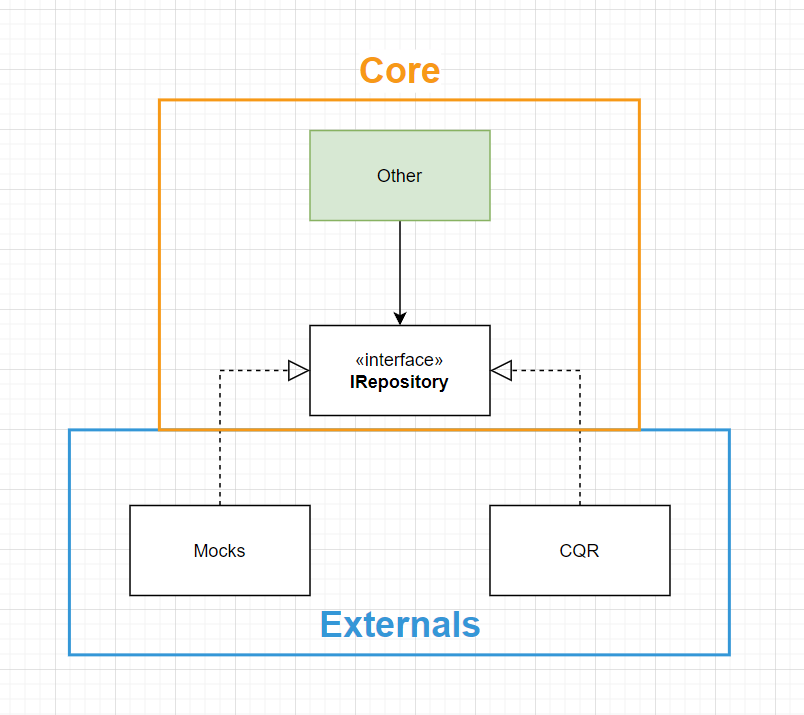 Core
Other
«interface»
IRepository
Mocks
CQR
Externals